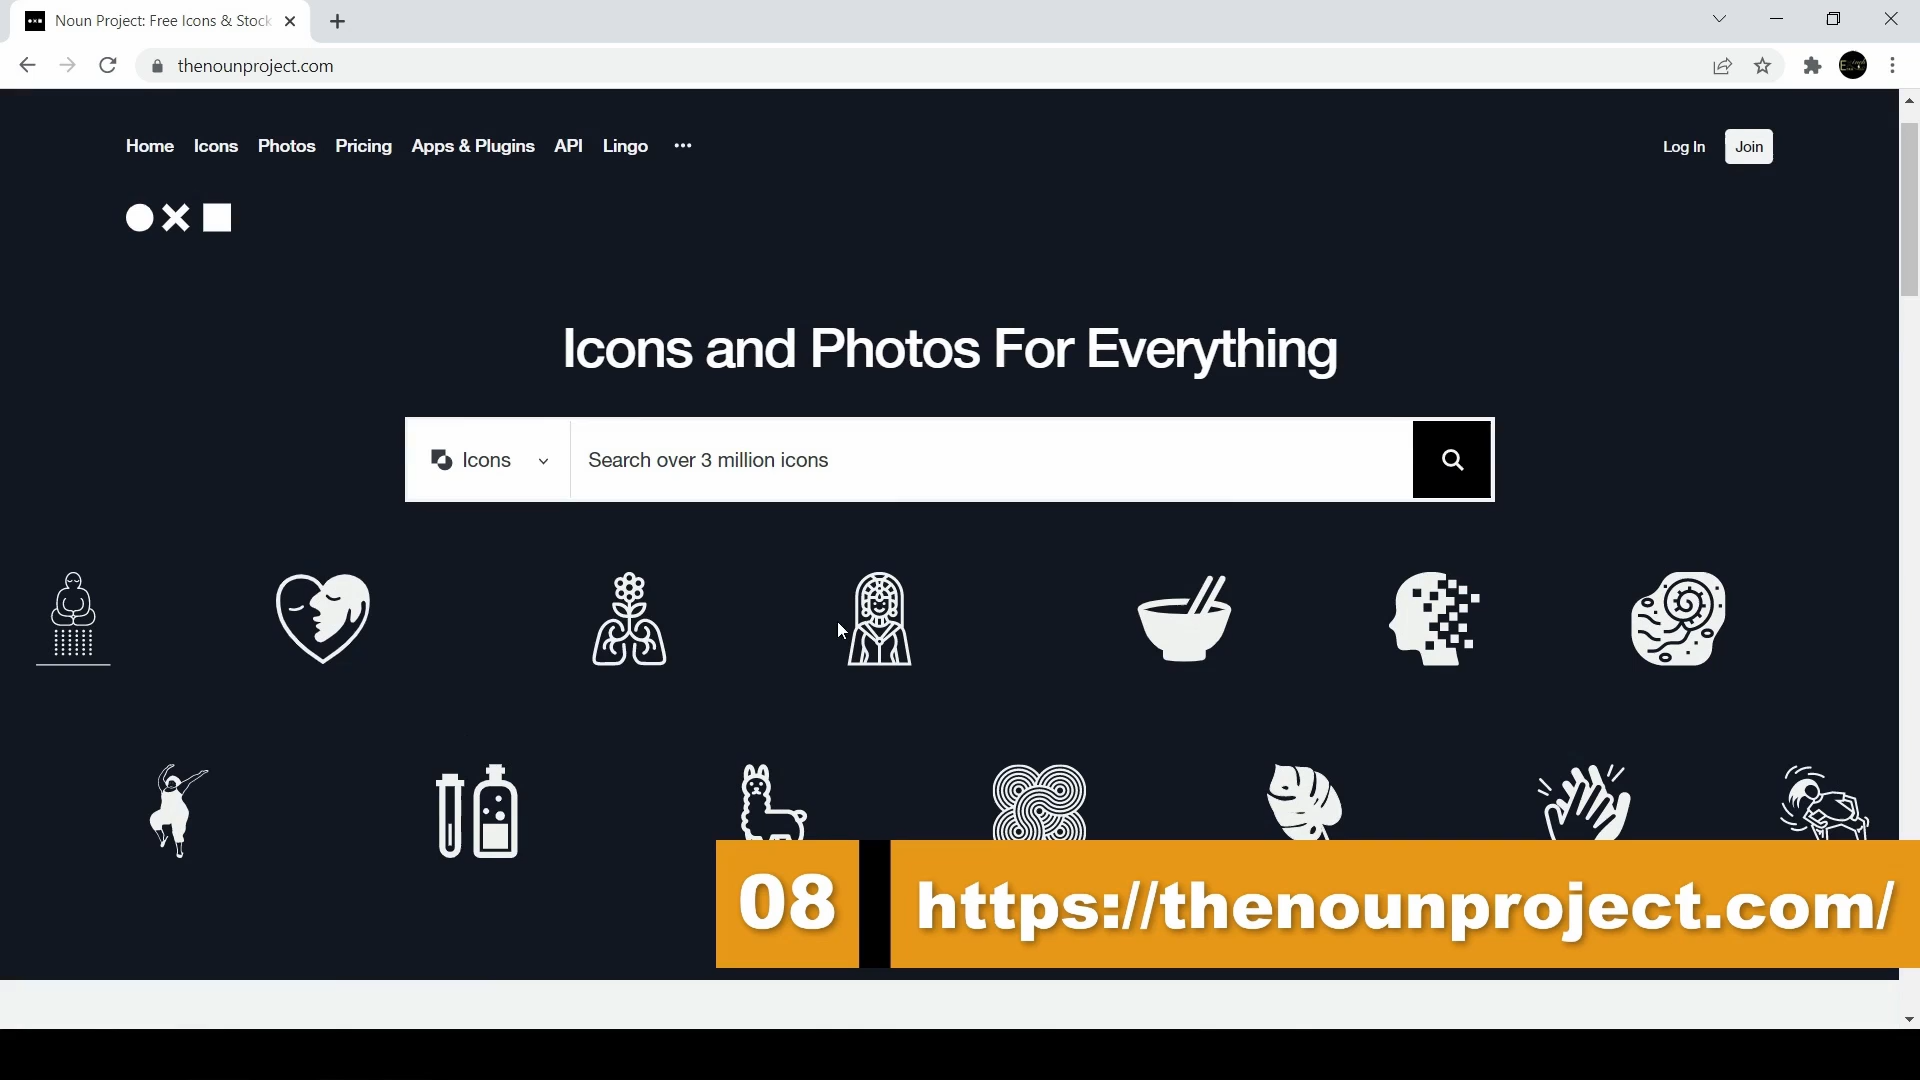 Noun Project: Free Icons & Stock
thenounproject.com
Home Icons Photos Pricing Apps & Plugins API Lingo
Log In Join
Icons and Photos For Everything
Icons Search over 3 million icons
08 https://thenounproject.com/